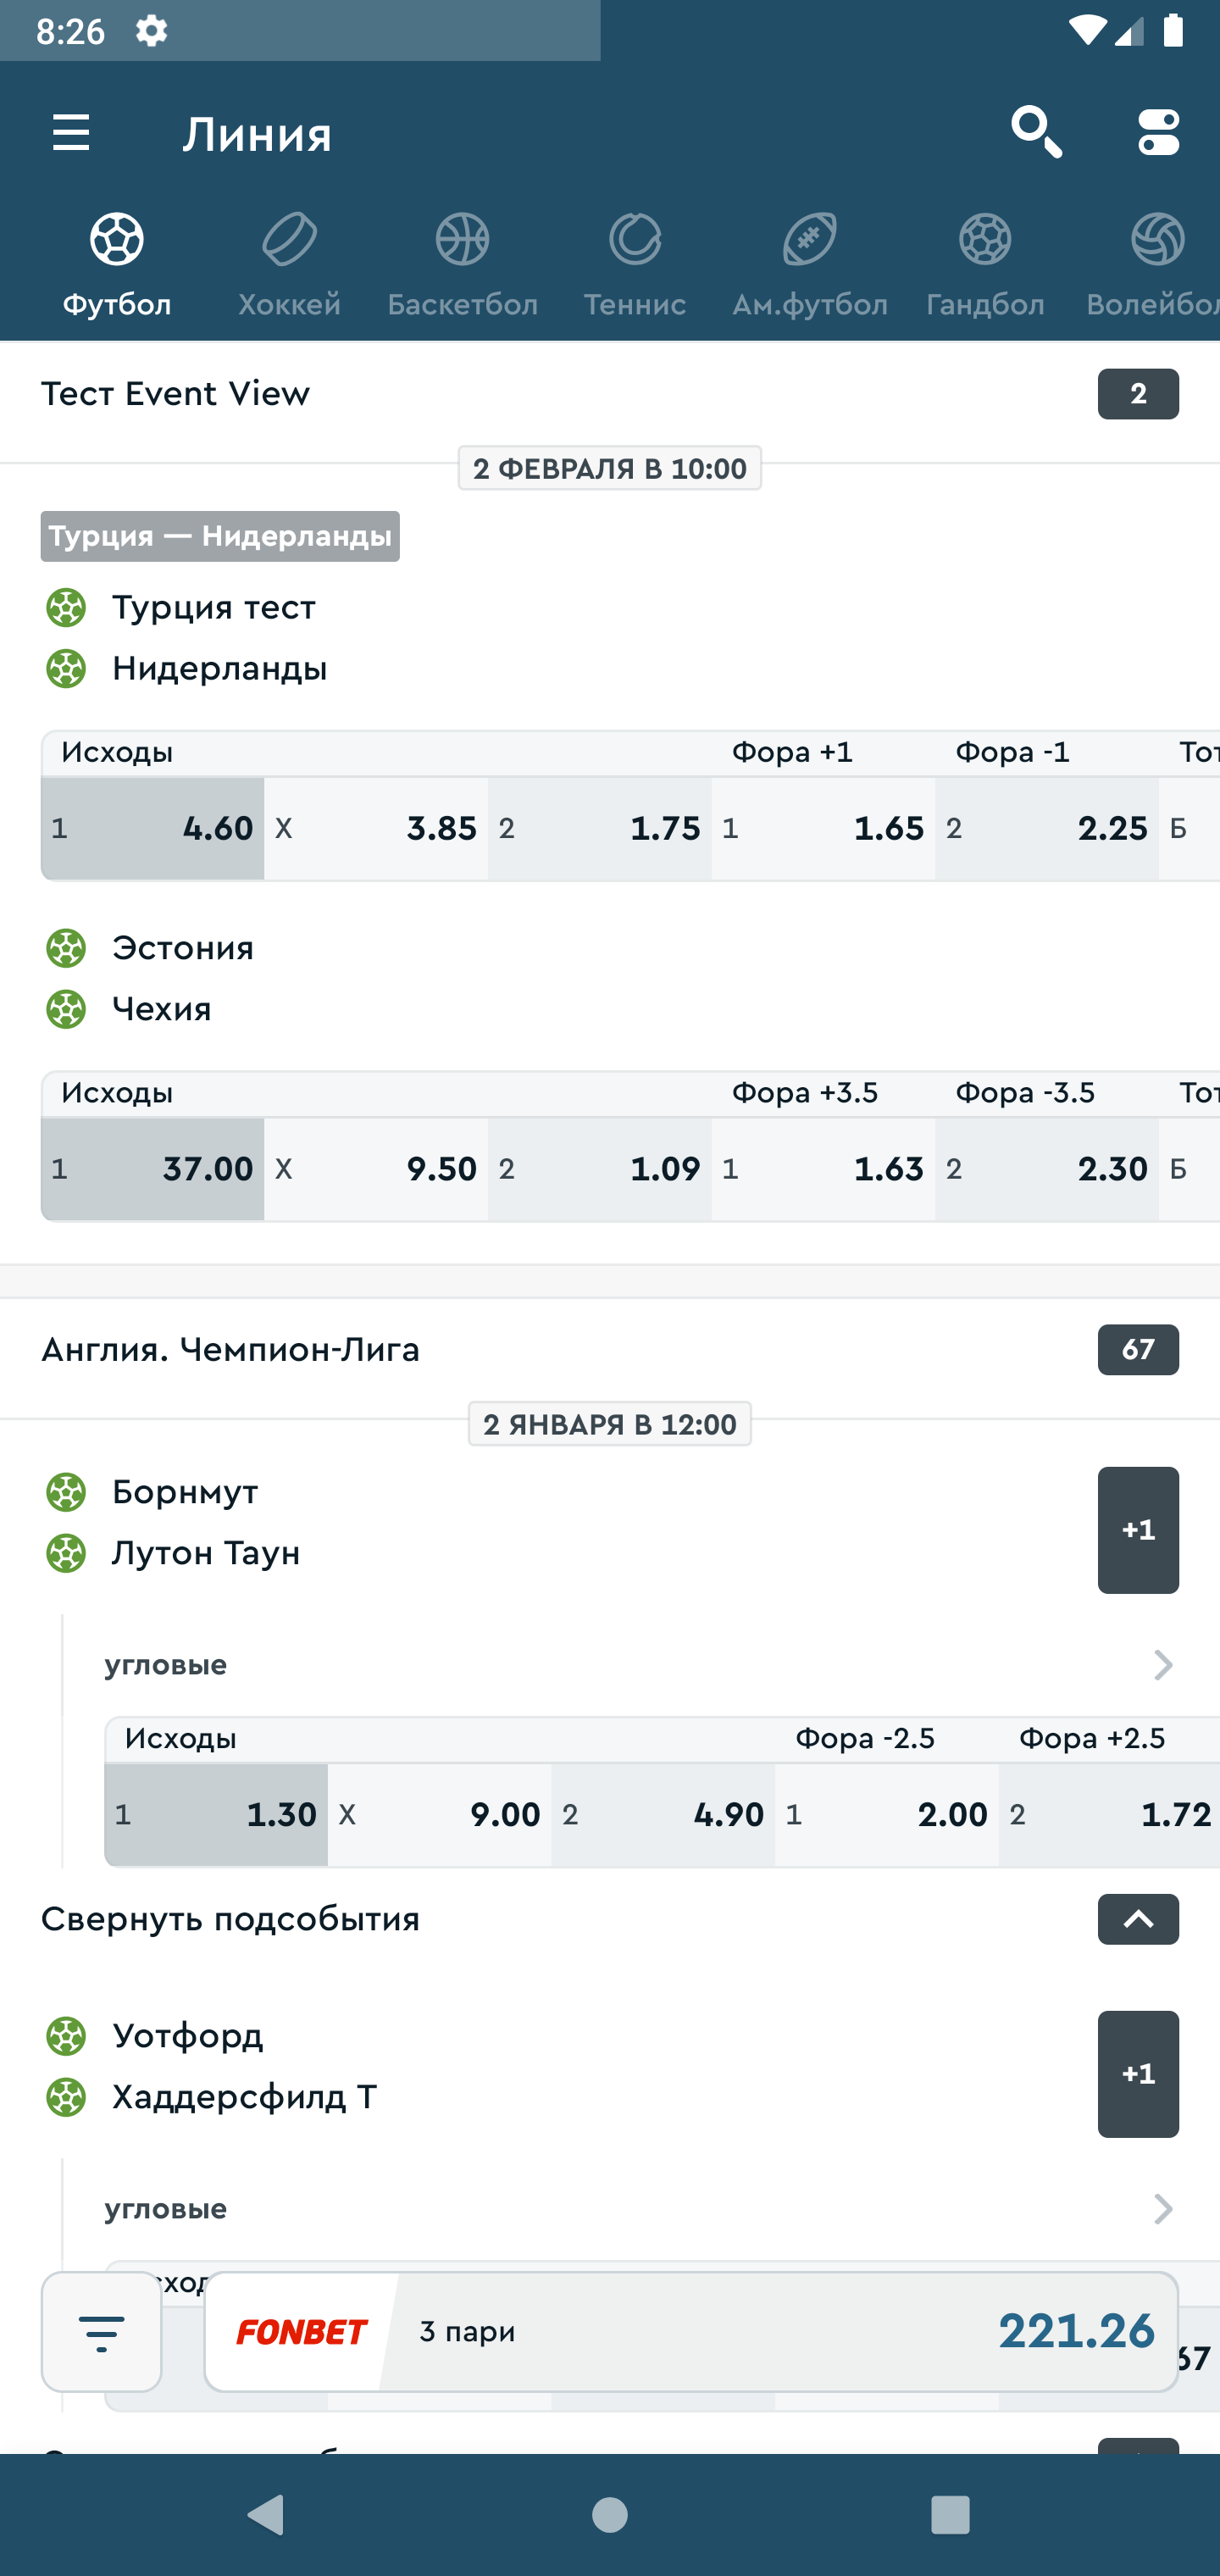 8:26
Линия
Футбол Хоккей Баскетбол Теннис Ам.футбол Гандбол Волейбол
Тест Event View 2
2 ФЕВРАЛЯ В 10:00
Турция — Нидерланды
Турция тест
Нидерланды
Исходы Фора +1 Фора -1 Тот
1 4.60 X 3.85 2 1.75 1 1.65 2 2.25 Б
Эстония
Чехия
Исходы Фора +3.5 Фора -3.5 Тот
1 37.00 X 9.50 2 1.09 1 1.63 2 2.30 Б
Англия. Чемпион-Лига 67
2 ЯНВАРЯ В 12:00
Борнмут
Лутон Таун
+1
угловые
Исходы Фора -2.5 Фора +2.5
1 1.30 X 9.00 2 4.90 1 2.00 2 1.72
Свернуть подсобытия
Уотфорд
Хаддерсфилд Т
+1
угловые
FONBET 3 пари 221.26